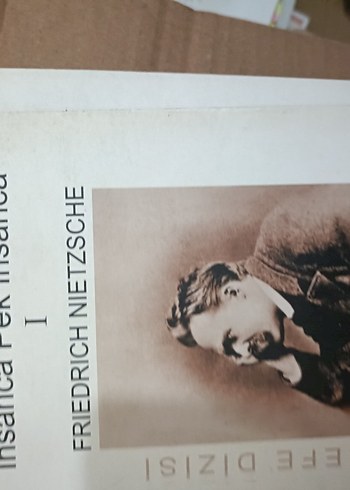 İnsanca Pek İnsanca
I
FRIEDRICH NIETZSCHE
EFE DİZİSİ